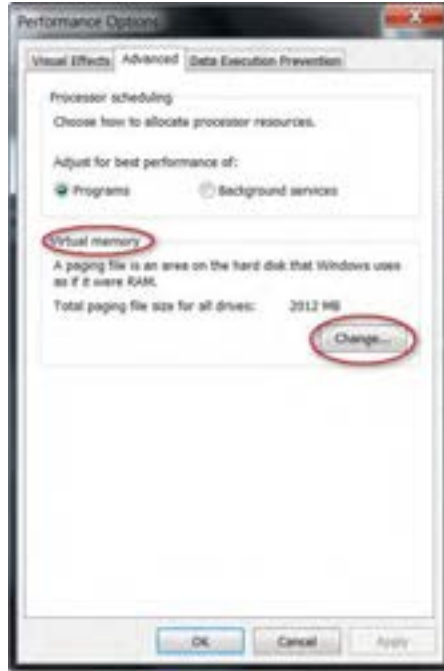 Performance Options
Visual Effects Advanced Data Execution Prevention
Processor scheduling
Choose how to allocate processor resources.
Adjust for best performance of:
Programs Background services
Virtual memory
A paging file is an area on the hard disk that Windows uses
as if it were RAM.
Total paging file size for all drives: 2012 MB
Change...
OK Cancel Apply